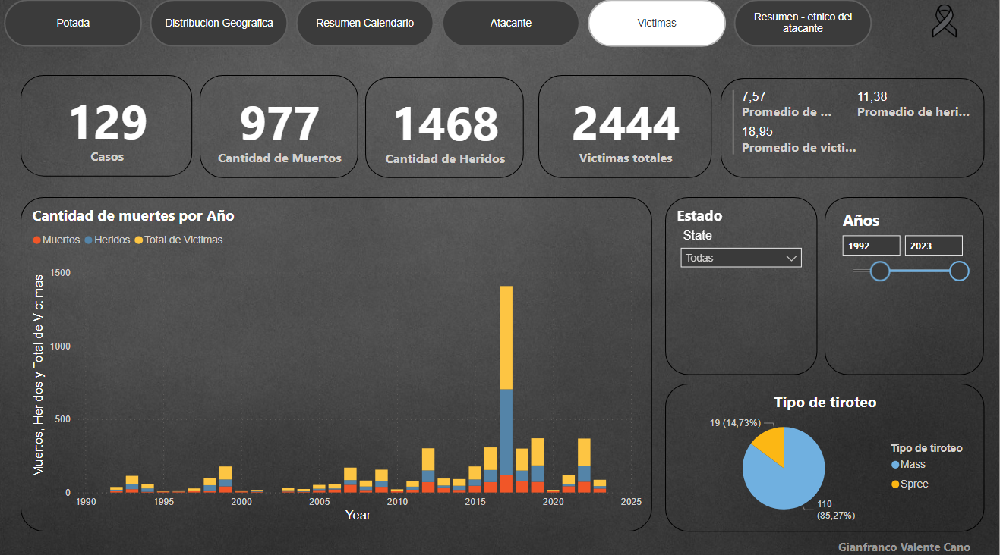 Potada
Distribucion Geografica
Resumen Calendario
Atacante
Victimas
Resumen - etnico del
atacante
129
Casos
977
Cantidad de Muertos
1468
Cantidad de Heridos
2444
Victimas totales
7,57
Promedio de ...
11,38
Promedio de heri...
18,95
Promedio de victi...
Cantidad de muertes por Año
Muertos Heridos Total de Victimas
Muertos, Heridos y Total de Victimas
1500
1000
500
0
1990 1995 2000 2005 2010 2015 2020 2025
Year
Estado
State
Todas
Años
1992 2023
Tipo de tiroteo
19 (14,73%)
110
(85,27%)
Tipo de tiroteo
Mass
Spree
Gianfranco Valente Cano